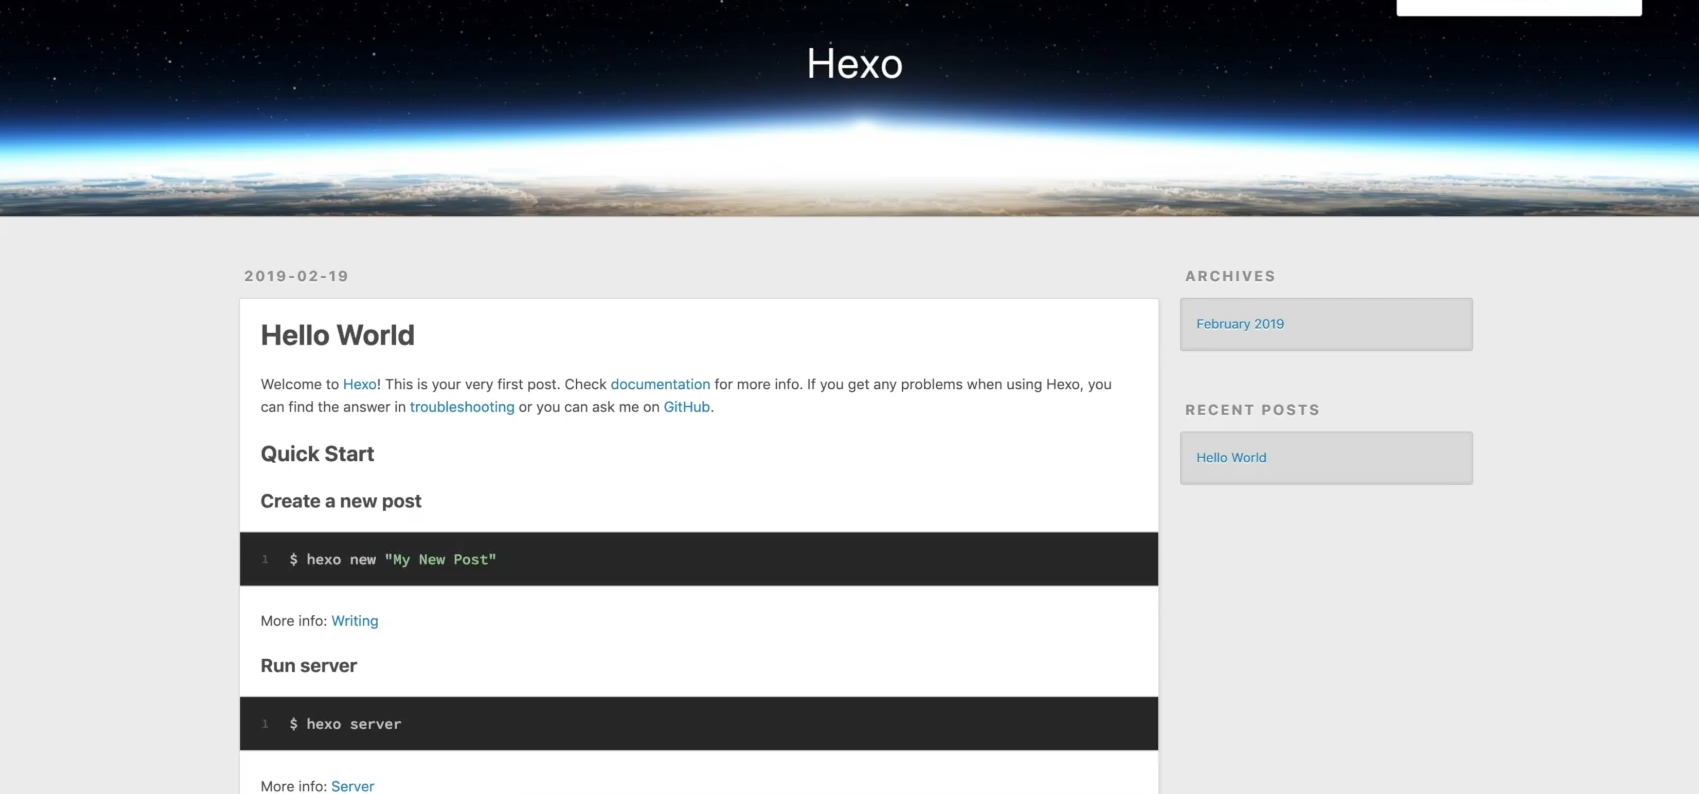 Hexo
2019-02-19
Hello World
Welcome to Hexo! This is your very first post. Check documentation for more info. If you get any problems when using Hexo, you
can find the answer in troubleshooting or you can ask me on GitHub.
Quick Start
Create a new post
1 $ hexo new "My New Post"
More info: Writing
Run server
1 $ hexo server
More info: Server
ARCHIVES
February 2019
RECENT POSTS
Hello World